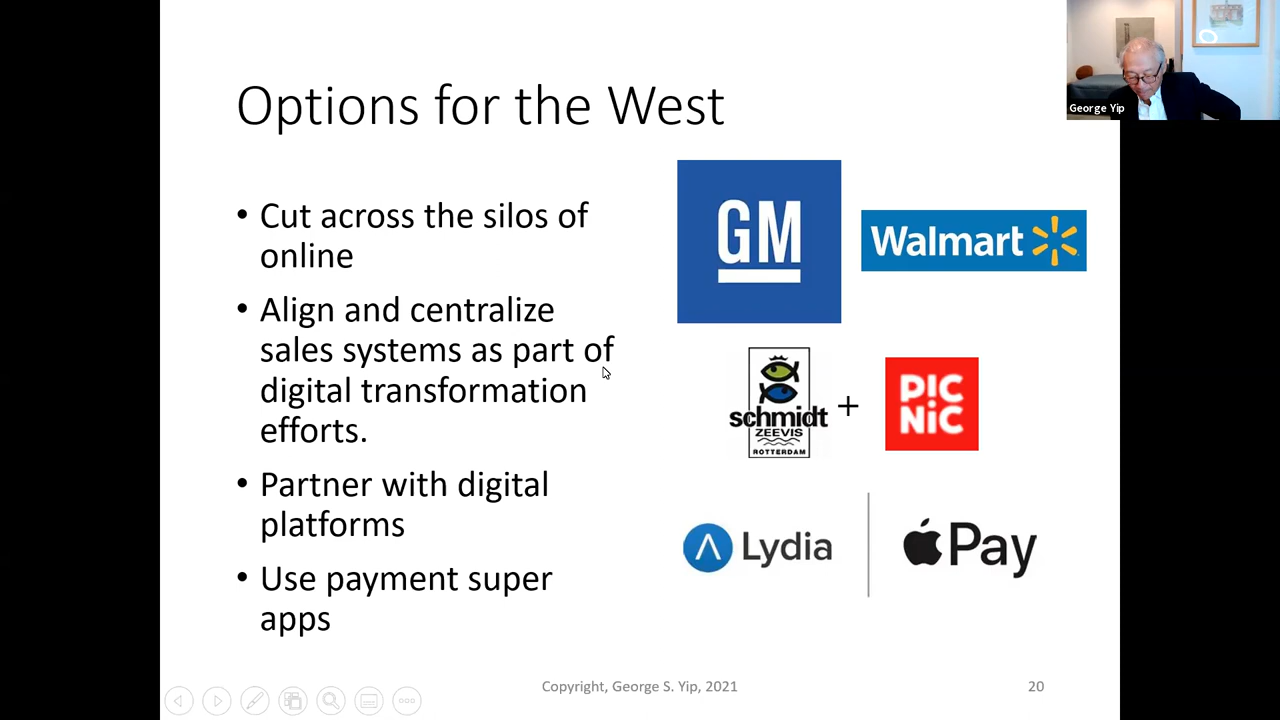 George Yip
Options for the West
• Cut across the silos of
online
• Align and centralize
sales systems as part of
digital transformation
efforts.
• Partner with digital
platforms
• Use payment super
apps
GM
Walmart
schmidt
ZEEVIS
ROTTERDAM
+
PIC
NiC
Lydia
Pay
Copyright, George S. Yip, 2021
20